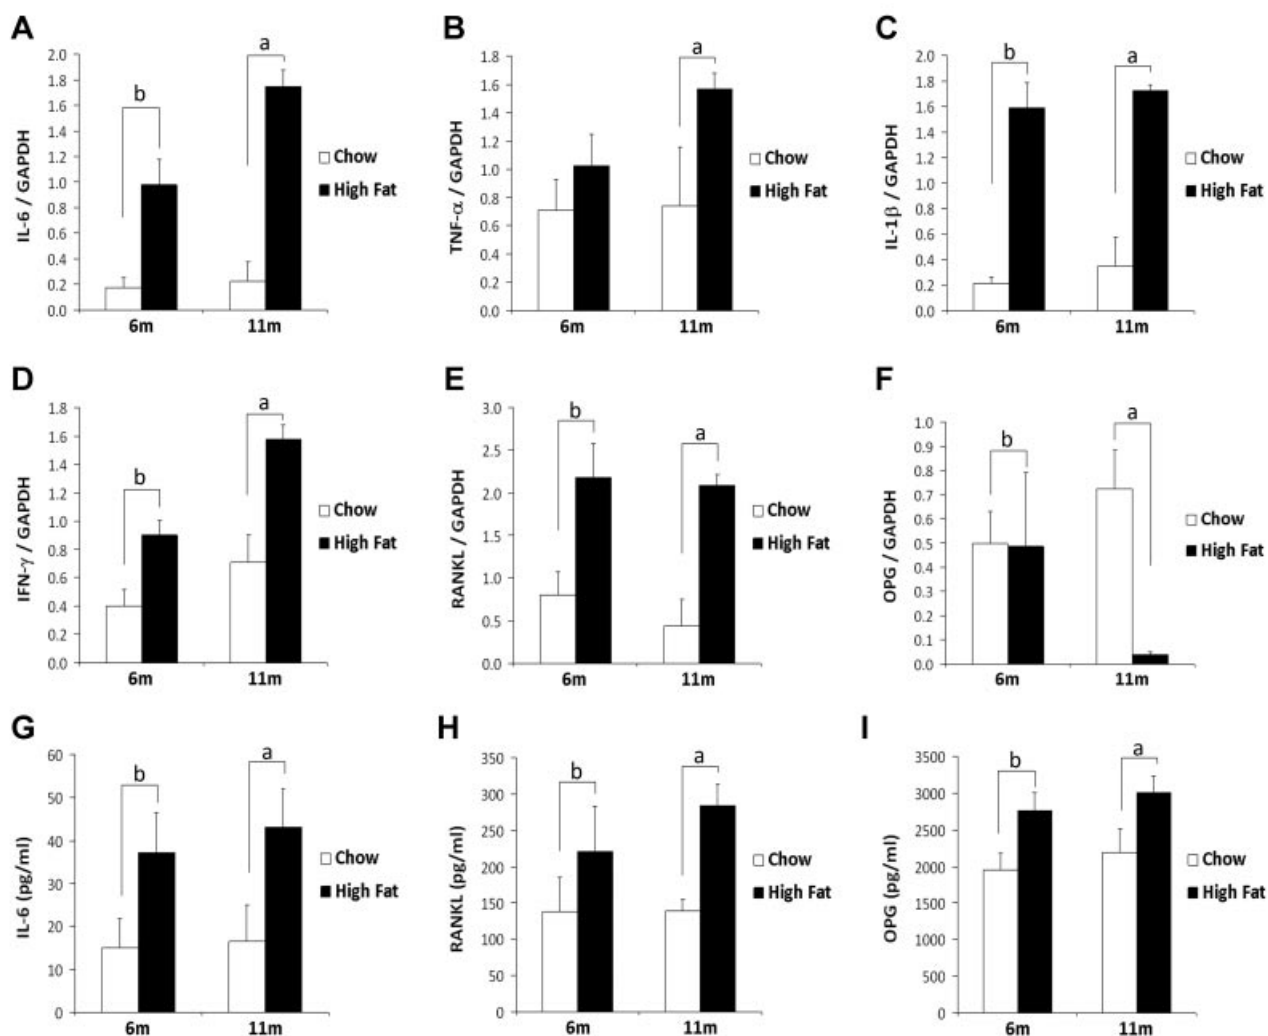 A
b
a
IL-6 / GAPDH
2.0
1.8
1.6
1.4
1.2
1.0
0.8
0.6
0.4
0.2
0.0
6m 11m
Chow
High Fat
B
a
TNF-α / GAPDH
1.8
1.6
1.4
1.2
1.0
0.8
0.6
0.4
0.2
0.0
6m 11m
Chow
High Fat
C
b
a
IL-1β / GAPDH
2.0
1.8
1.6
1.4
1.2
1.0
0.8
0.6
0.4
0.2
0.0
6m 11m
Chow
High Fat
D
b
a
IFN-γ / GAPDH
1.8
1.6
1.4
1.2
1.0
0.8
0.6
0.4
0.2
0.0
6m 11m
Chow
High Fat
E
b
a
RANKL / GAPDH
3.0
2.5
2.0
1.5
1.0
0.5
0.0
6m 11m
Chow
High Fat
F
b
a
OPG / GAPDH
1.0
0.9
0.8
0.7
0.6
0.5
0.4
0.3
0.2
0.1
0.0
6m 11m
Chow
High Fat
G
b
a
IL-6 (pg/ml)
60
50
40
30
20
10
0
6m 11m
Chow
High Fat
H
b
a
RANKL (pg/ml)
350
300
250
200
150
100
50
0
6m 11m
Chow
High Fat
I
b
a
OPG (pg/ml)
3500
3000
2500
2000
1500
1000
500
0
6m 11m
Chow
High Fat